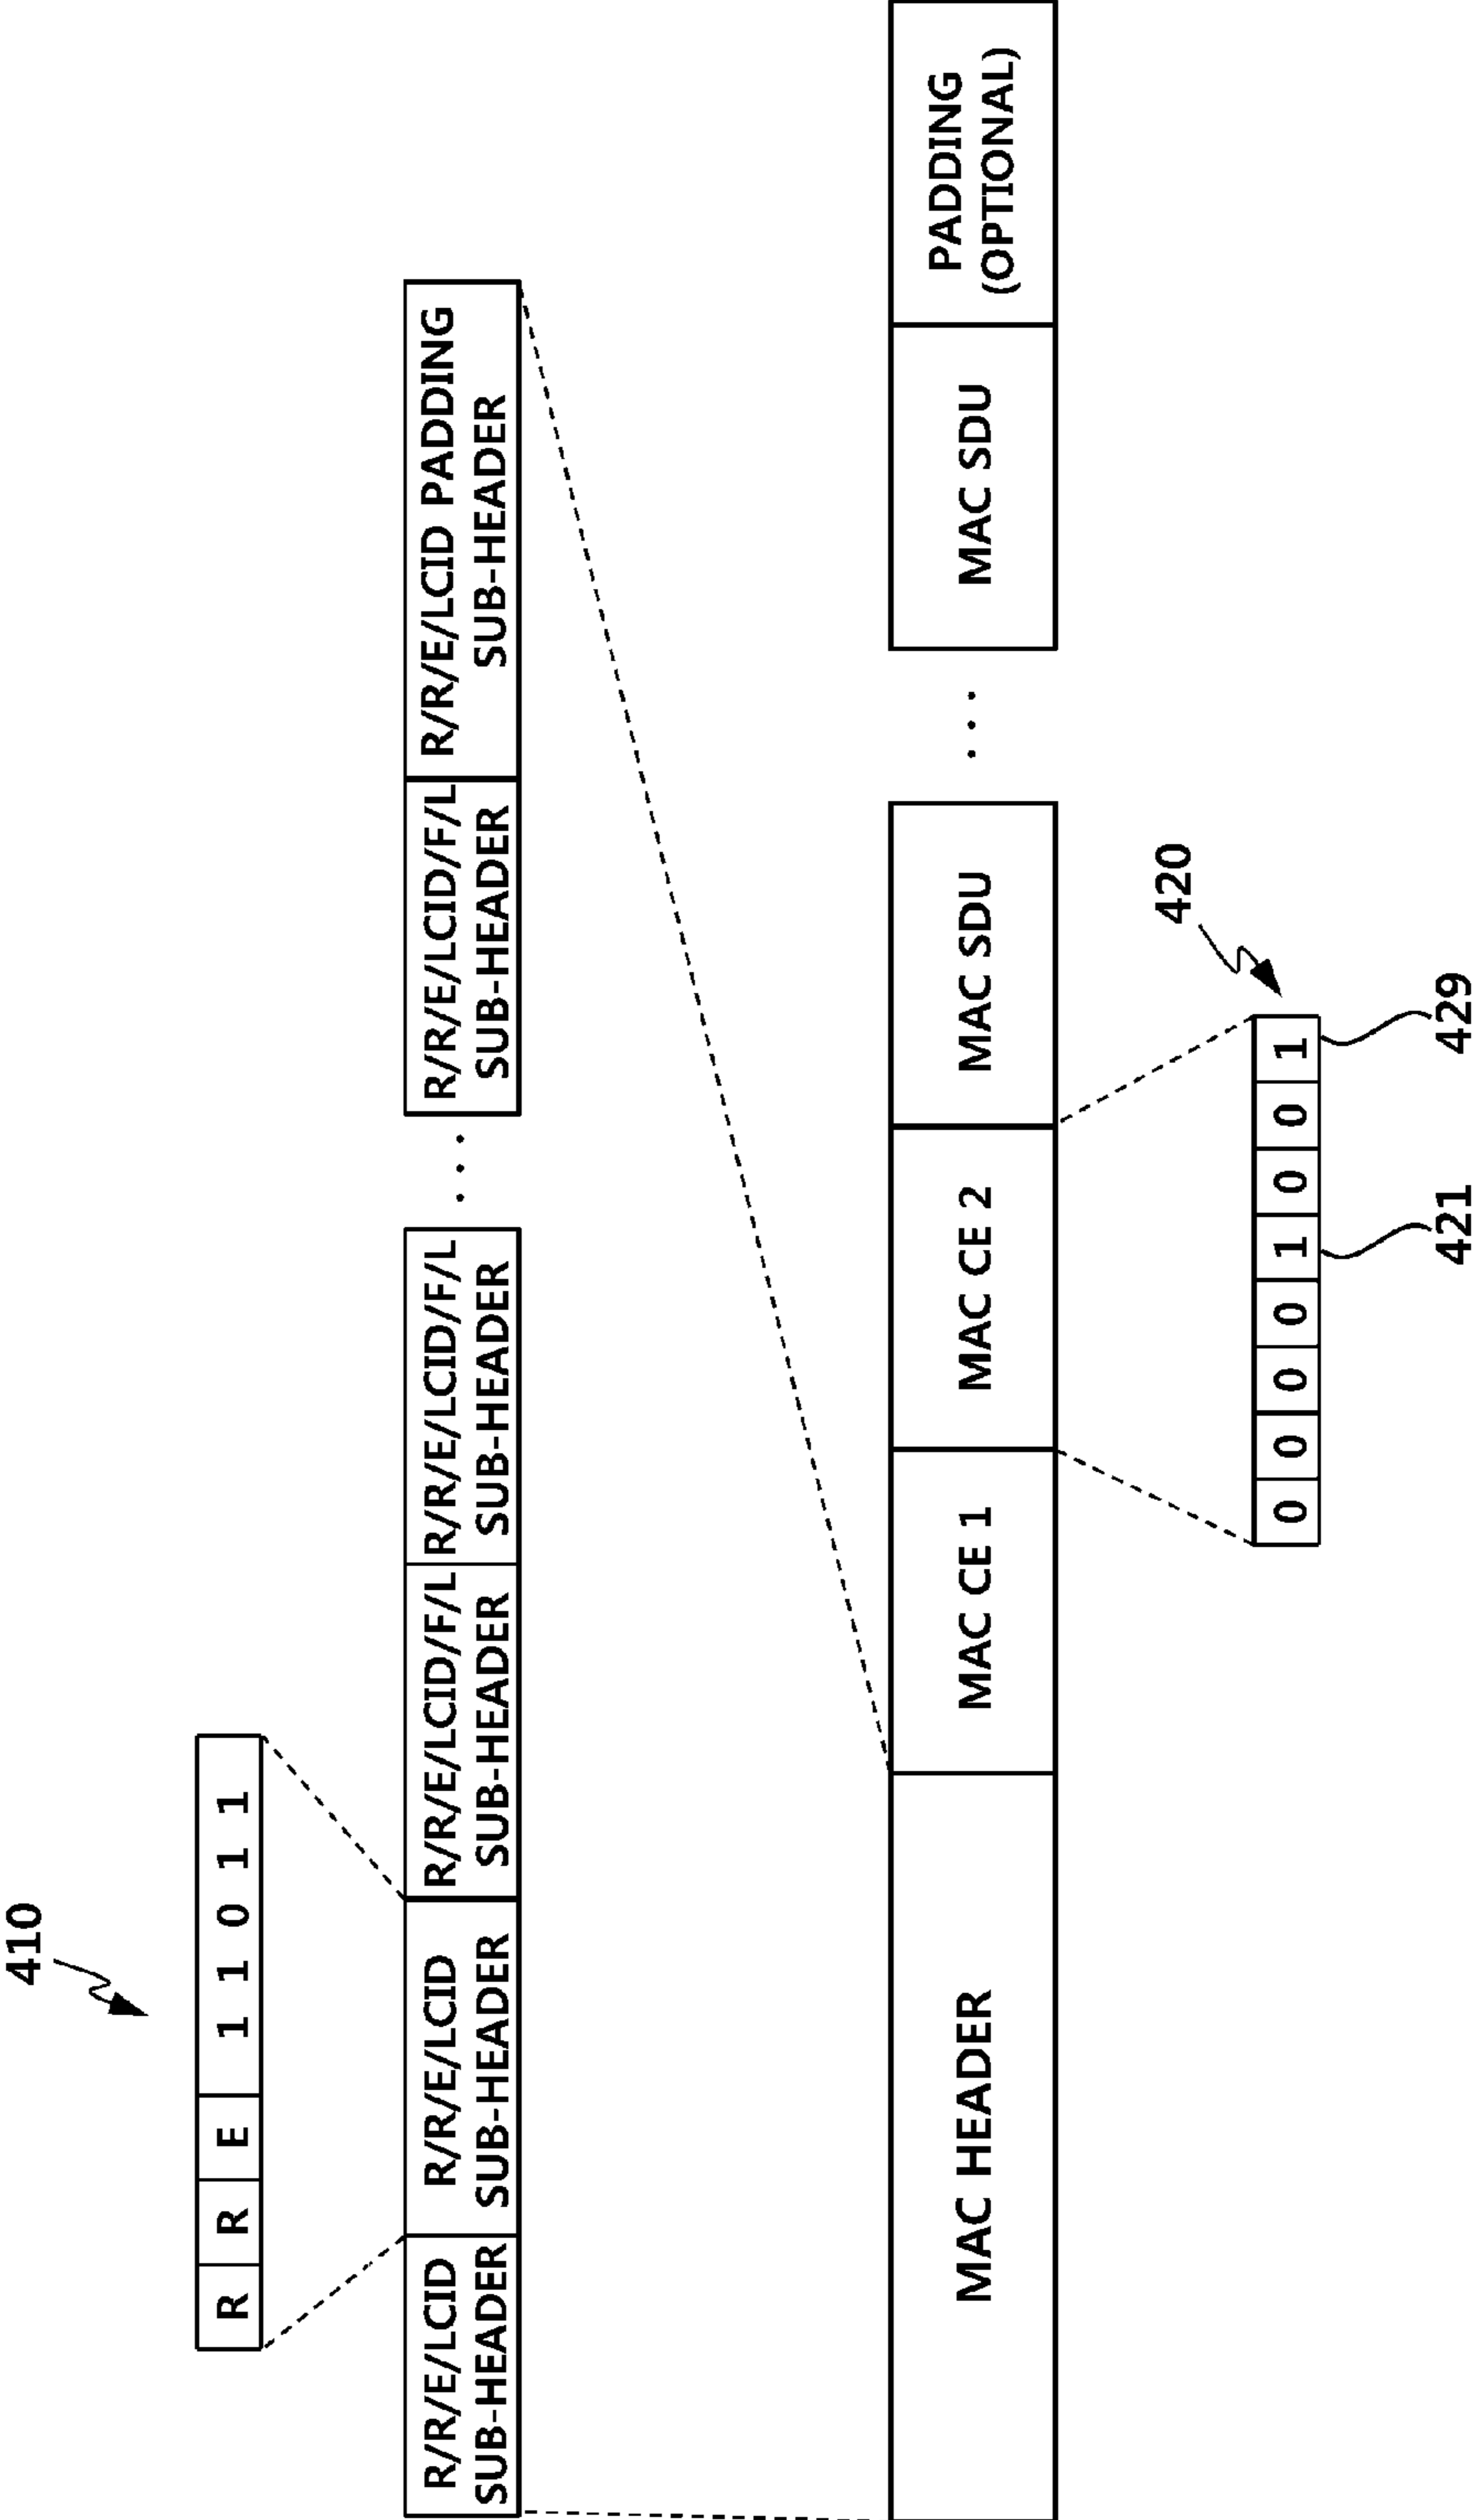 410
R R E 1 1 0 1 1
R/R/E/LCID
SUB-HEADER
R/R/E/LCID
SUB-HEADER
R/R/E/LCID/F/L
SUB-HEADER
R/R/E/LCID/F/L
SUB-HEADER
. . .
R/R/E/LCID/F/L
SUB-HEADER
R/R/E/LCID PADDING
SUB-HEADER
MAC HEADER
MAC CE 1
MAC CE 2
MAC SDU
. . .
MAC SDU
PADDING
(OPTIONAL)
420
0 0 0 0 1 0 0 1
421
429